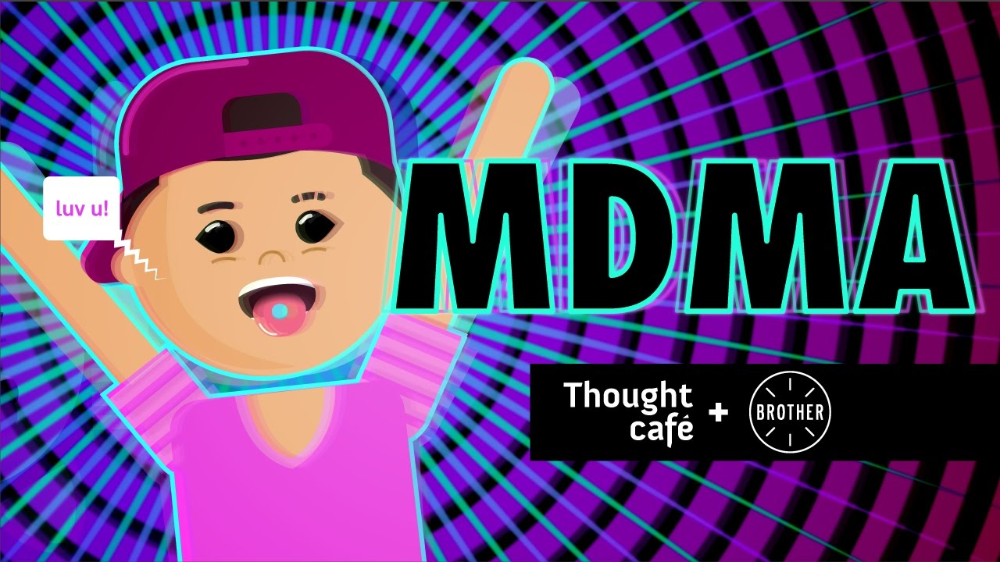 luv u!
MDMA
Thought
café
+
BROTHER